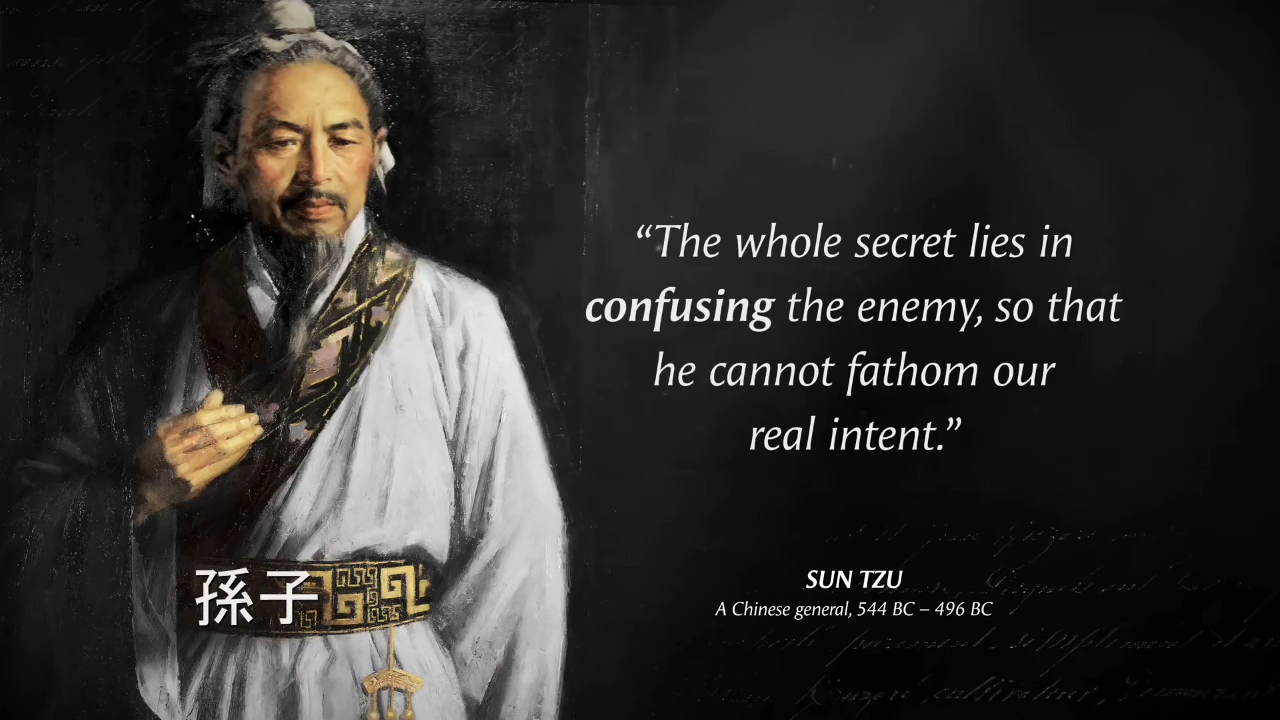 “The whole secret lies in
confusing the enemy, so that
he cannot fathom our
real intent.”
孫子
SUN TZU
A Chinese general, 544 BC – 496 BC